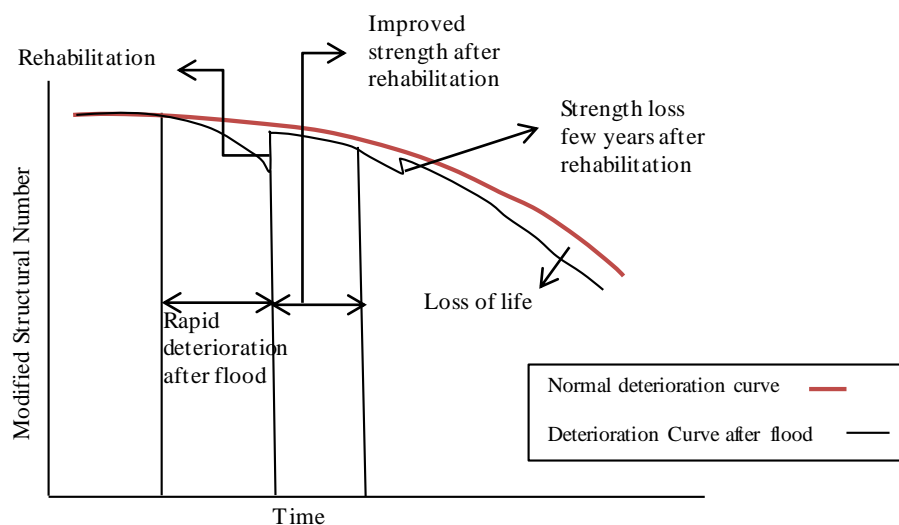 Improved
strength after
rehabilitation
Rehabilitation
Strength loss
few years after
rehabilitation
Modified Structural Number
Loss of life
Rapid
deterioration
after flood
Normal deterioration curve
Deterioration Curve after flood
Time